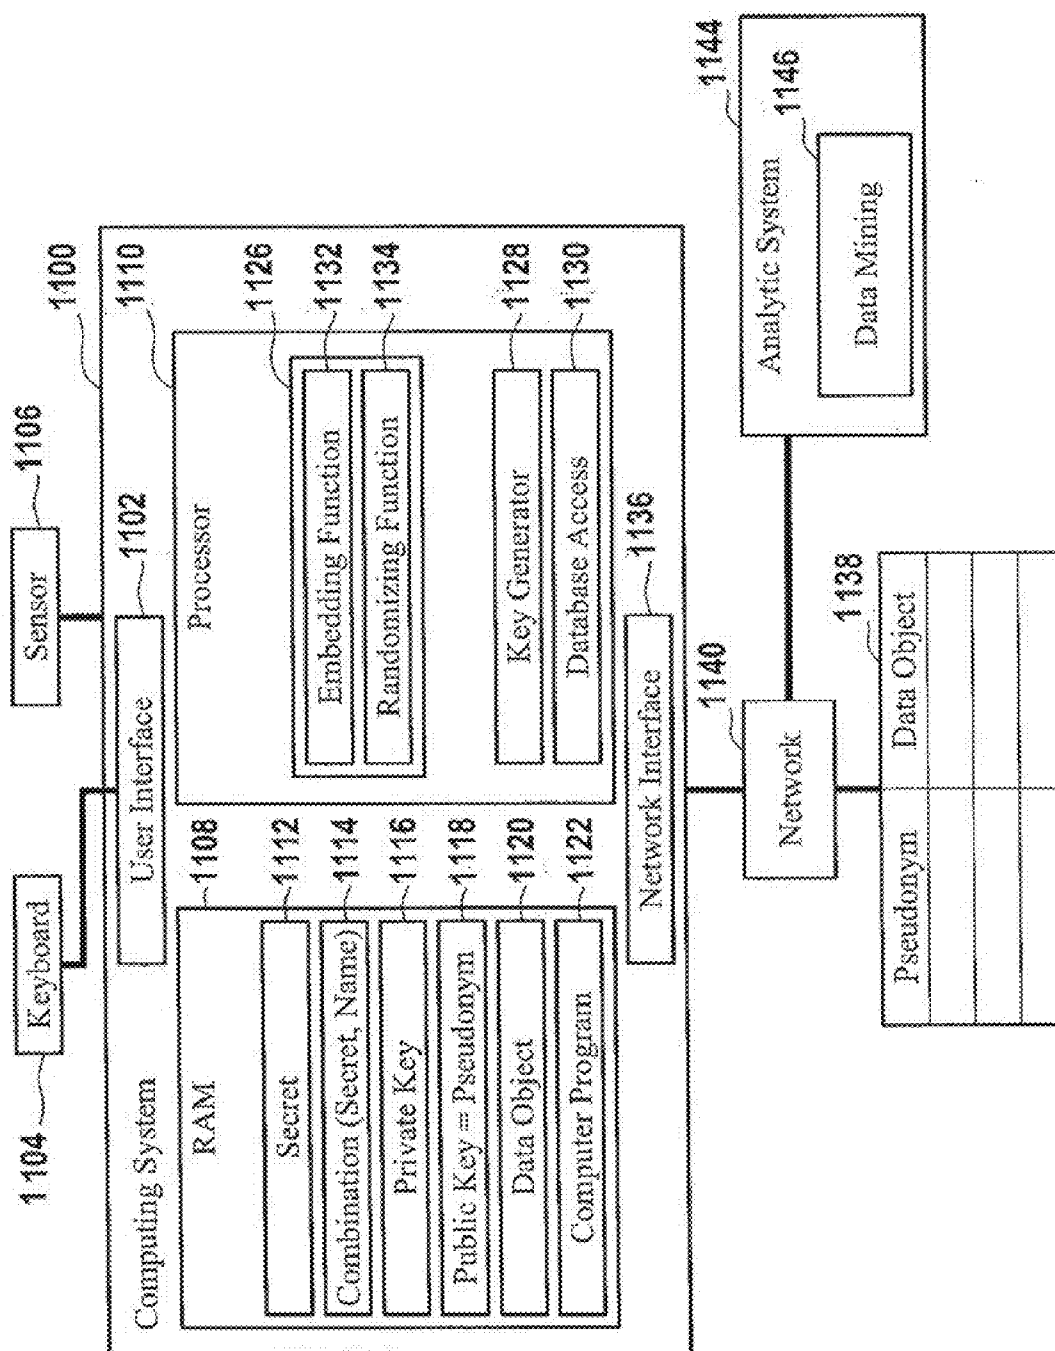 1104
Keyboard
Sensor
1106
Computing System
User Interface
1102
1100
RAM
1108
Secret
1112
Combination (Secret, Name)
1114
Private Key
1116
Public Key = Pseudonym
1118
Data Object
1120
Computer Program
1122
Processor
1110
1126
Embedding Function
1132
Randomizing Function
1134
Key Generator
1128
Database Access
1130
Network Interface
1136
Network
1140
Analytic System
1144
Data Mining
1146
Pseudonym
Data Object
1138